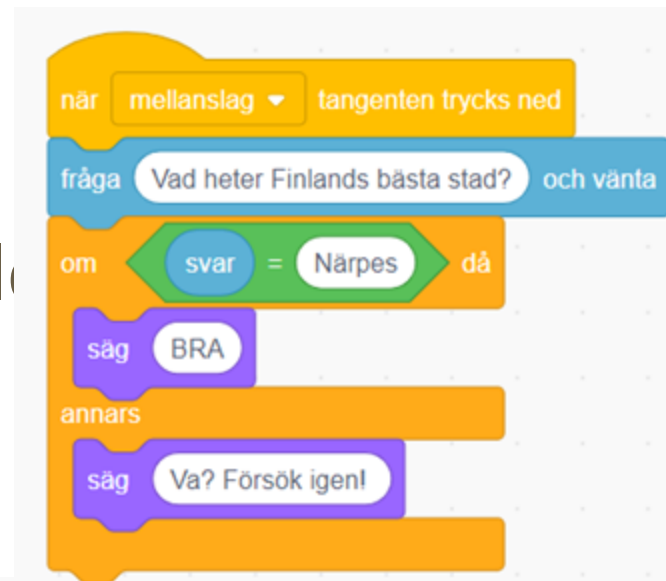 när mellanslag tangenten trycks ned
fråga Vad heter Finlands bästa stad? och vänta
om svar = Närpes då
säg BRA
annars
säg Va? Försök igen!